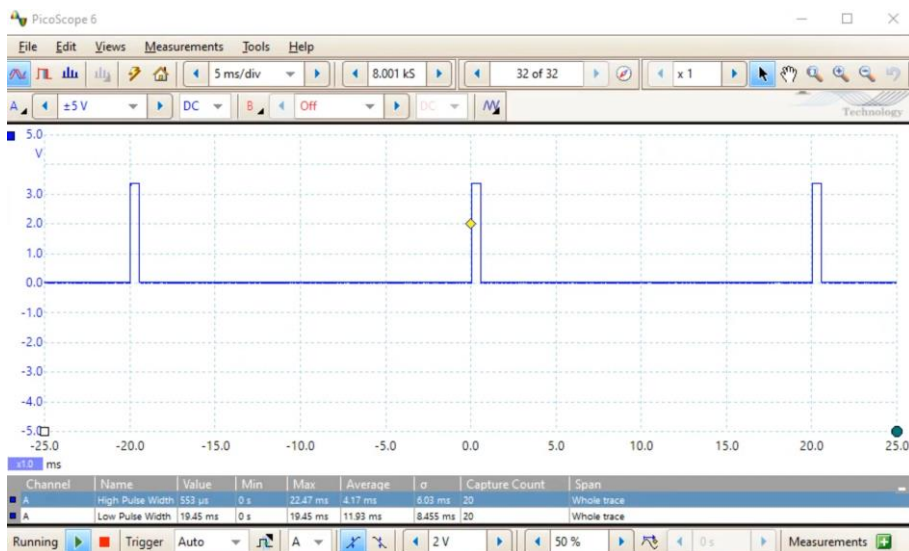 PicoScope 6
File Edit Views Measurements Tools Help
5 ms/div 8.001 kS 32 of 32 x 1
A ±5 V DC B Off DC
Technology
5.0
V
3.0
2.0
1.0
0.0
-1.0
-2.0
-3.0
-4.0
-5.0
-25.0 -20.0 -15.0 -10.0 -5.0 0.0 5.0 10.0 15.0 20.0 25.0
x1.0 ms
Channel Name Value Min Max Average σ Capture Count Span
A High Pulse Width 553 µs 0 s 22.47 ms 4.17 ms 6.03 ms 20 Whole trace
A Low Pulse Width 19.45 ms 0 s 19.45 ms 11.93 ms 8.455 ms 20 Whole trace
Running Trigger Auto A 2 V 50 % 0 s Measurements